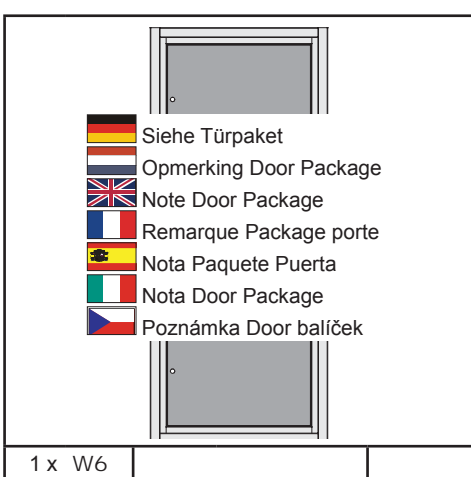 Siehe Türpaket
Opmerking Door Package
Note Door Package
Remarque Package porte
Nota Paquete Puerta
Nota Door Package
Poznámka Door balíček
1 x W6